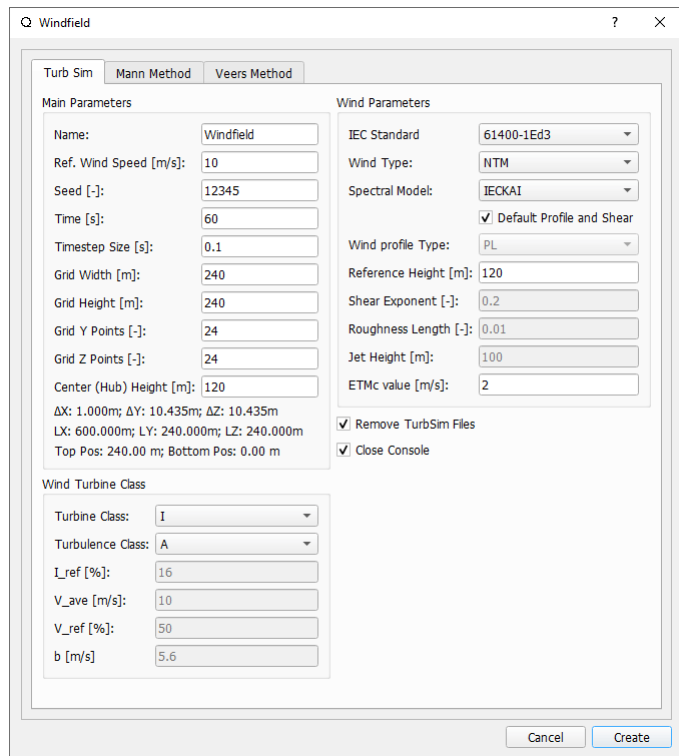 Windfield
Turb Sim
Mann Method
Veers Method
Main Parameters
Name: Windfield
Ref. Wind Speed [m/s]: 10
Seed [-]: 12345
Time [s]: 60
Timestep Size [s]: 0.1
Grid Width [m]: 240
Grid Height [m]: 240
Grid Y Points [-]: 24
Grid Z Points [-]: 24
Center (Hub) Height [m]: 120
ΔX: 1.000m; ΔY: 10.435m; ΔZ: 10.435m
LX: 600.000m; LY: 240.000m; LZ: 240.000m
Top Pos: 240.00 m; Bottom Pos: 0.00 m
Wind Turbine Class
Turbine Class: I
Turbulence Class: A
I_ref [%]: 16
V_ave [m/s]: 10
V_ref [%]: 50
b [m/s] 5.6
Wind Parameters
IEC Standard 61400-1Ed3
Wind Type: NTM
Spectral Model: IECKAI
Default Profile and Shear
Wind profile Type: PL
Reference Height [m]: 120
Shear Exponent [-]: 0.2
Roughness Length [-]: 0.01
Jet Height [m]: 100
ETMc value [m/s]: 2
Remove TurbSim Files
Close Console
Cancel
Create